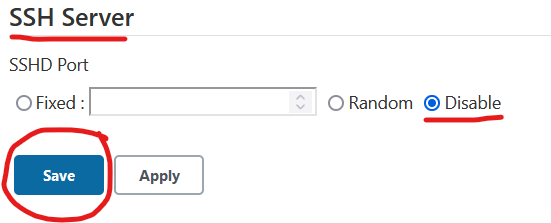 SSH Server
SSHD Port
Fixed : Random Disable
Save Apply